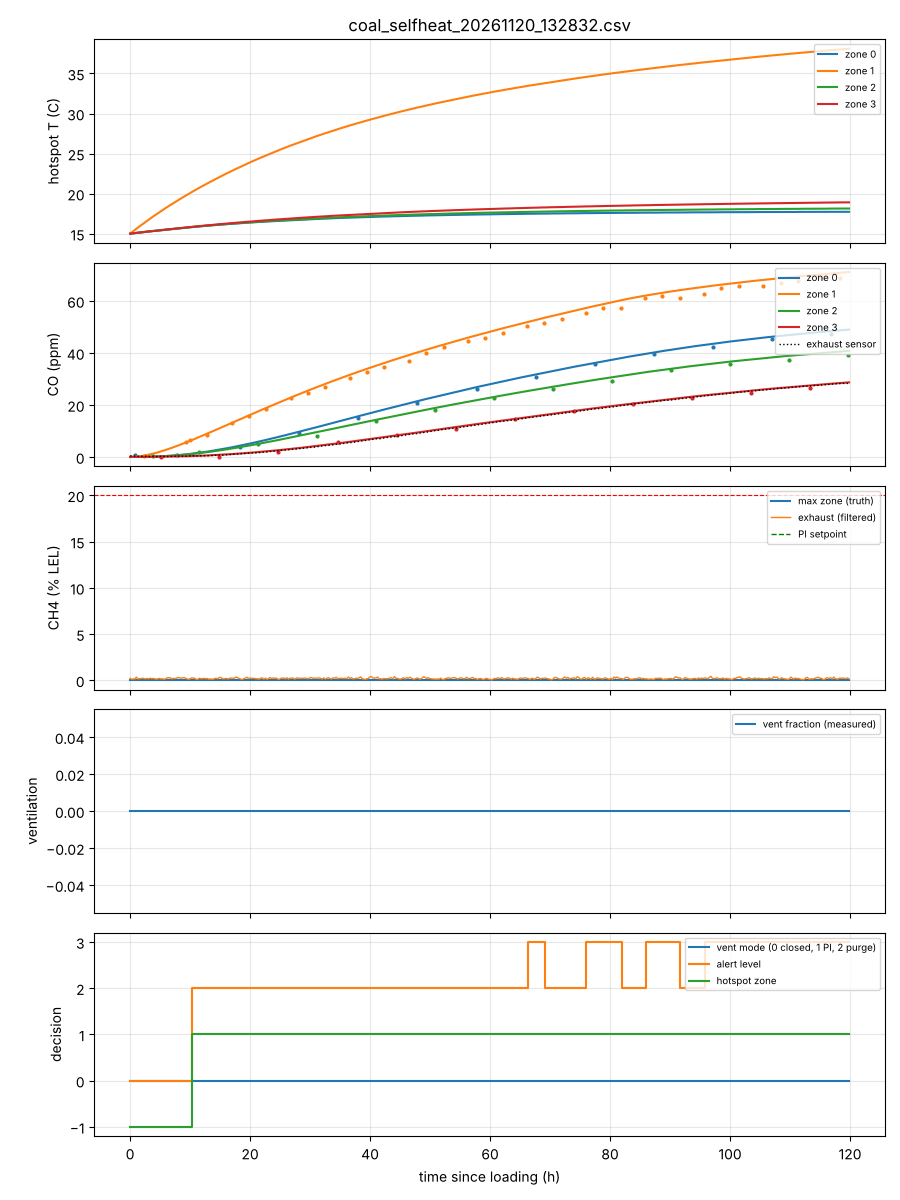 coal_selfheat_20261120_132832.csv
hotspot T (C)
35
30
25
20
15
zone 0
zone 1
zone 2
zone 3
CO (ppm)
60
40
20
0
zone 0
zone 1
zone 2
zone 3
exhaust sensor
CH4 (% LEL)
20
15
10
5
0
max zone (truth)
exhaust (filtered)
PI setpoint
ventilation
0.04
0.02
0.00
−0.02
−0.04
vent fraction (measured)
decision
3
2
1
0
−1
vent mode (0 closed, 1 PI, 2 purge)
alert level
hotspot zone
0
20
40
60
80
100
120
time since loading (h)